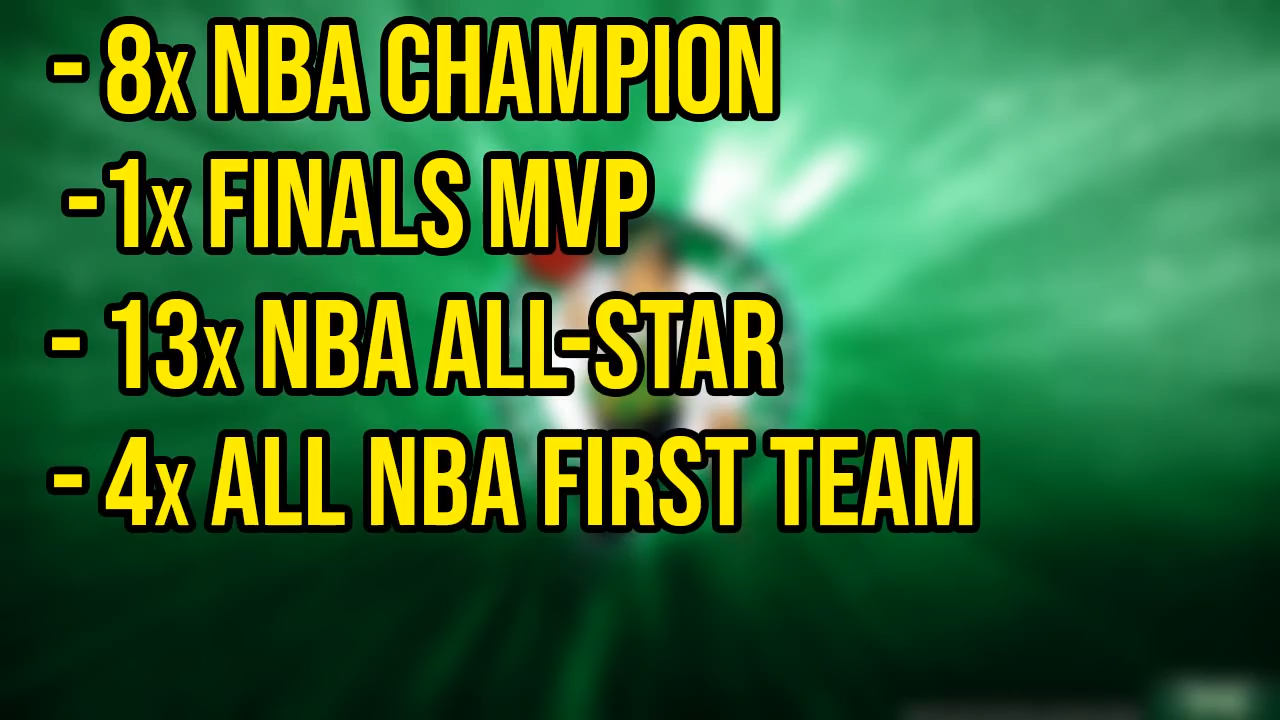 - 8x NBA CHAMPION
-1x FINALS MVP
- 13x NBA ALL-STAR
- 4x ALL NBA FIRST TEAM